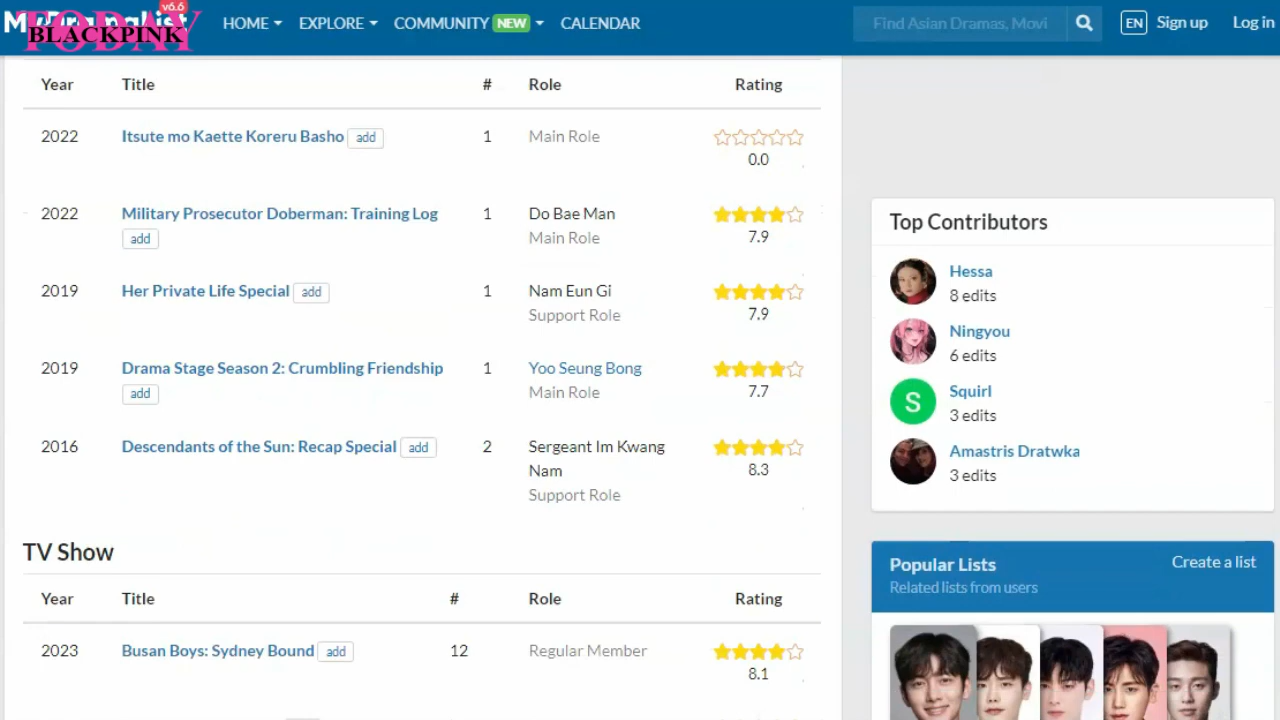 MyDramaList v6.6
TODAY
BLACKPINK
HOME EXPLORE COMMUNITY NEW CALENDAR
Find Asian Dramas, Movi
EN Sign up Log in
Year Title # Role Rating
2022 Itsute mo Kaette Koreru Basho add 1 Main Role
0.0
2022 Military Prosecutor Doberman: Training Log 1 Do Bae Man
add Main Role 7.9
2019 Her Private Life Special add 1 Nam Eun Gi
Support Role 7.9
2019 Drama Stage Season 2: Crumbling Friendship 1 Yoo Seung Bong
add Main Role 7.7
2016 Descendants of the Sun: Recap Special add 2 Sergeant Im Kwang
Nam 8.3
Support Role
TV Show
Year Title # Role Rating
2023 Busan Boys: Sydney Bound add 12 Regular Member
8.1
Top Contributors
Hessa
8 edits
Ningyou
6 edits
S Squirl
3 edits
Amastris Dratwka
3 edits
Popular Lists Create a list
Related lists from users